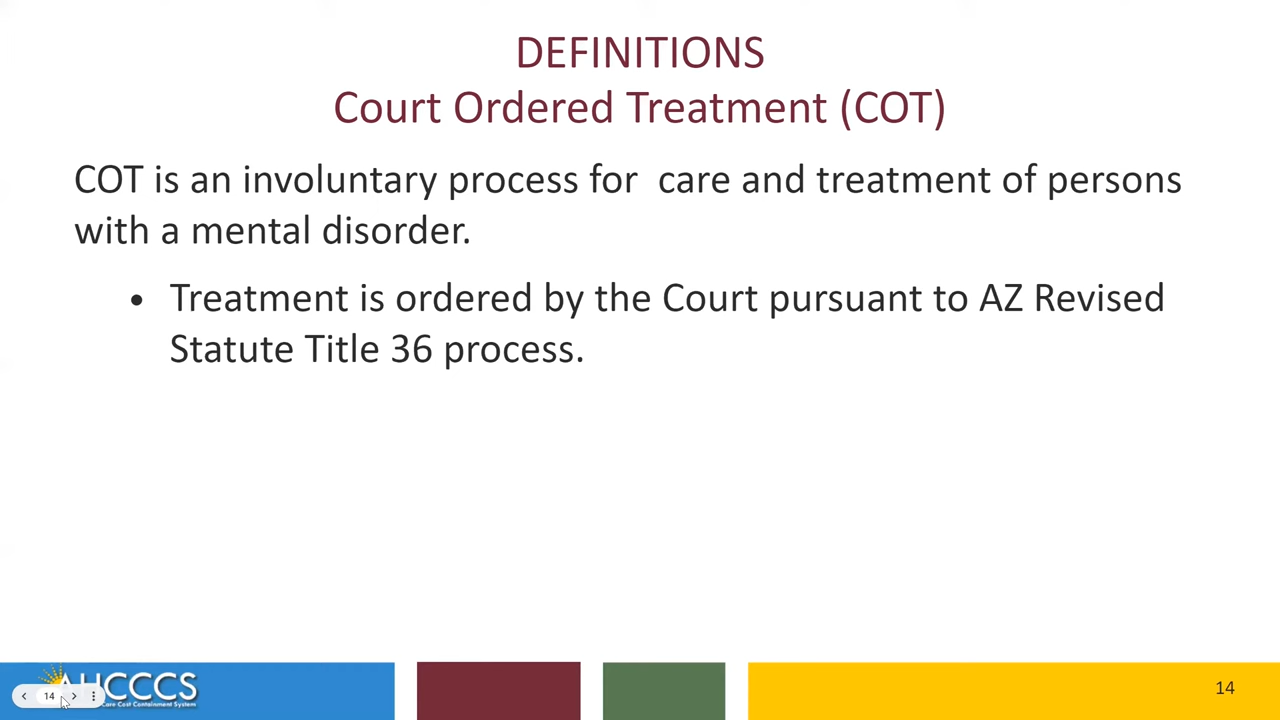 DEFINITIONS
Court Ordered Treatment (COT)
COT is an involuntary process for care and treatment of persons
with a mental disorder.
• Treatment is ordered by the Court pursuant to AZ Revised
Statute Title 36 process.
AHCCCS
Care Cost Containment System
14
14